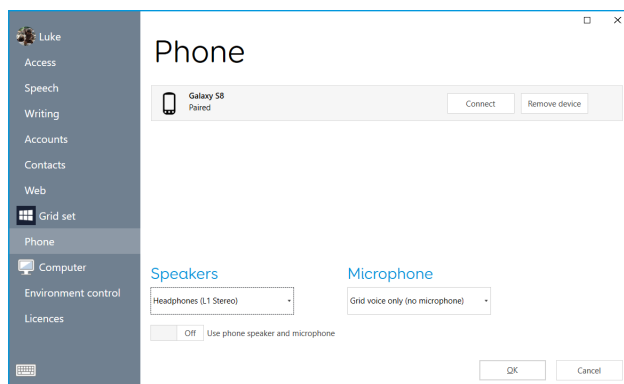 Luke
Access
Speech
Writing
Accounts
Contacts
Web
Grid set
Phone
Computer
Environment control
Licences
Phone
Galaxy S8
Paired
Connect
Remove device
Speakers
Microphone
Headphones (L1 Stereo)
Grid voice only (no microphone)
Off
Use phone speaker and microphone
OK
Cancel